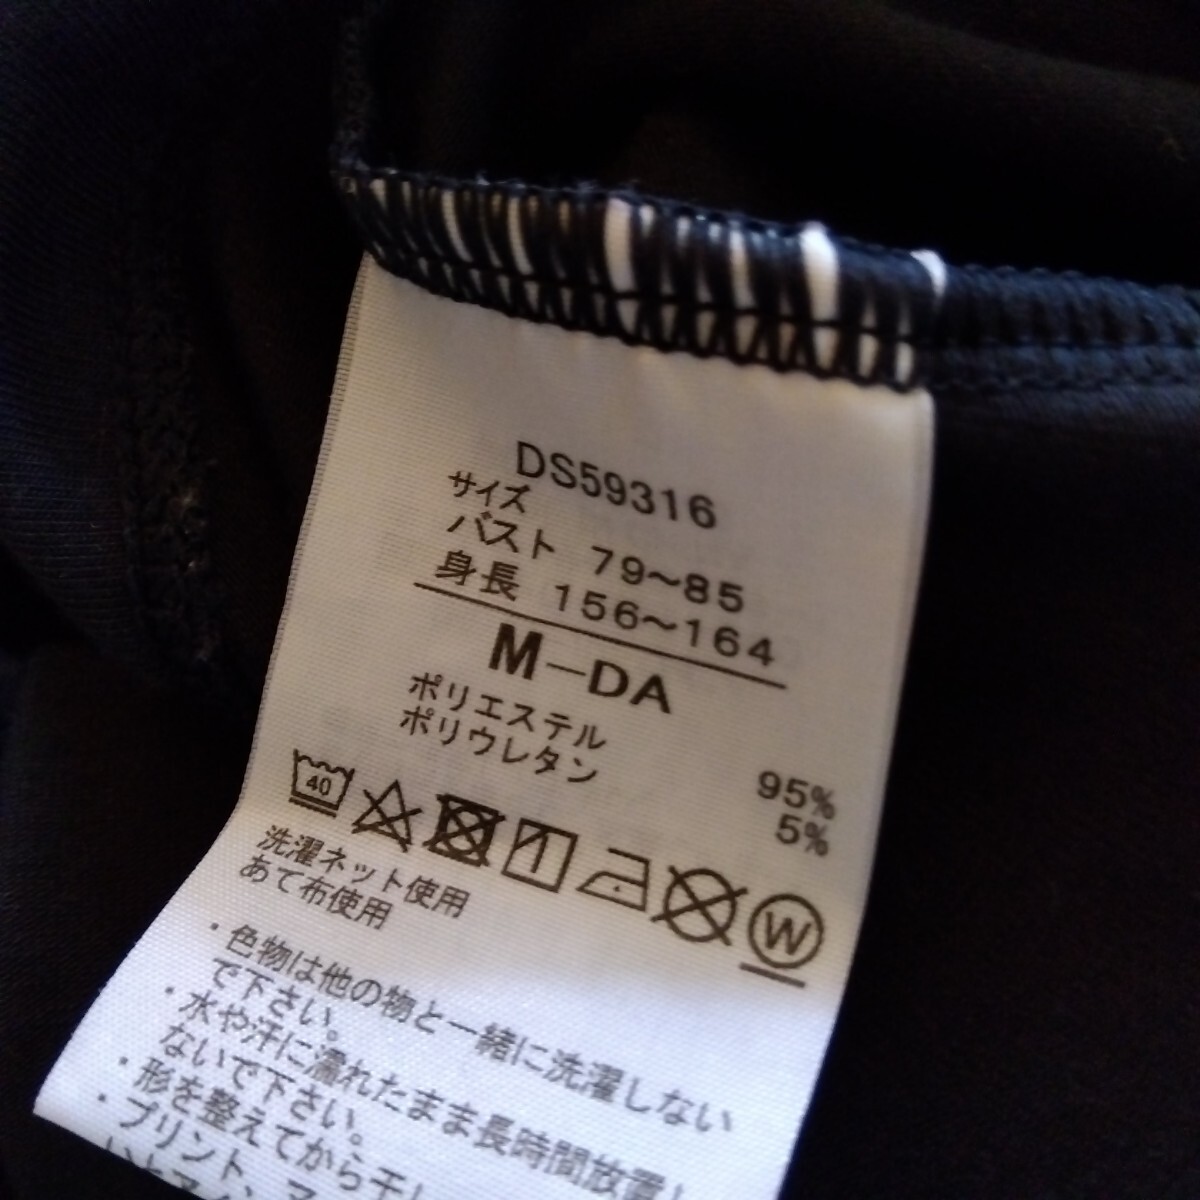 DS59316
サイズ
バスト 79～85
身長 156～164
M-DA
ポリエステル 95%
ポリウレタン 5%
40
W
洗濯ネット使用
あて布使用
・色物は他の物と一緒に洗濯しない
で下さい。
・水や汗に濡れたまま長時間放置し
ないで下さい。
・形を整えてから干し
・プリント、